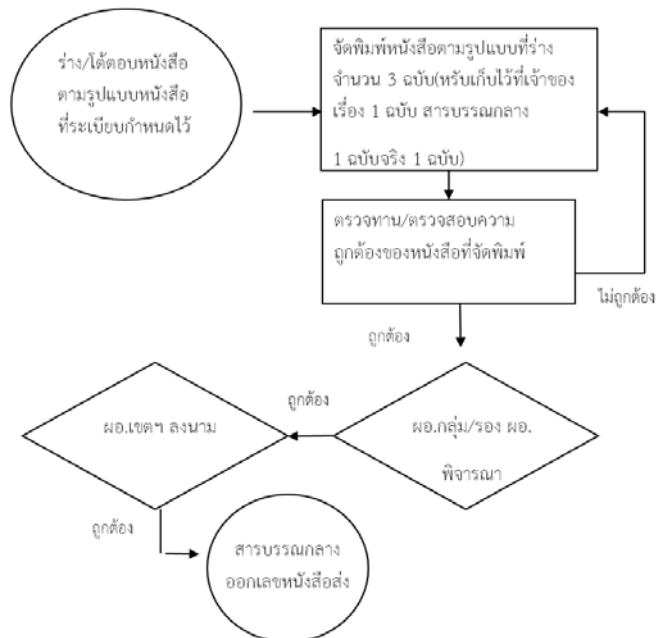 ร่าง/โต้ตอบหนังสือ
ตามรูปแบบหนังสือ
ที่ระเบียบกำหนดไว้
จัดพิมพ์หนังสือตามรูปแบบที่ร่าง
จำนวน 3 ฉบับ(หรับเก็บไว้ที่เจ้าของ
เรื่อง 1 ฉบับ สารบรรณกลาง
1 ฉบับจริง 1 ฉบับ)
ตรวจทาน/ตรวจสอบความ
ถูกต้องของหนังสือที่จัดพิมพ์
ไม่ถูกต้อง
ถูกต้อง
ผอ.กลุ่ม/รอง ผอ.
พิจารณา
ถูกต้อง
ผอ.เขตฯ ลงนาม
ถูกต้อง
สารบรรณกลาง
ออกเลขหนังสือส่ง